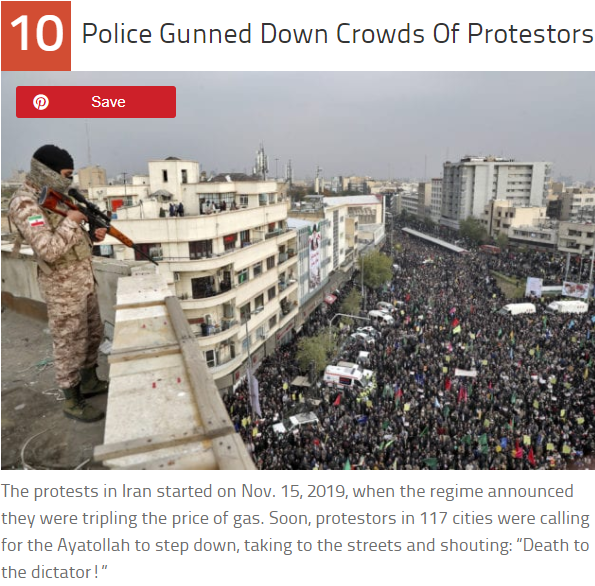 10 Police Gunned Down Crowds Of Protestors
Save
The protests in Iran started on Nov. 15, 2019, when the regime announced
they were tripling the price of gas. Soon, protestors in 117 cities were calling
for the Ayatollah to step down, taking to the streets and shouting: “Death to
the dictator!”